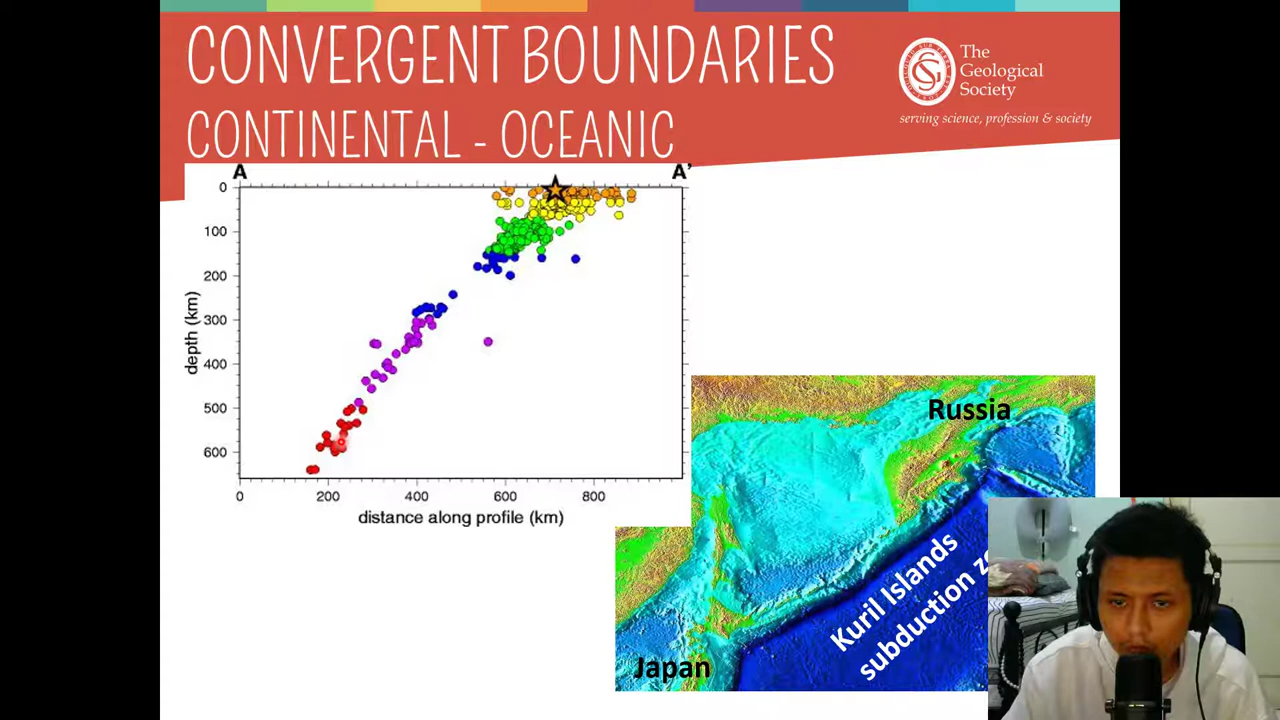 CONVERGENT BOUNDARIES
CONTINENTAL - OCEANIC
The
Geological
Society
serving science, profession & society
A
A'
0
100
200
300
400
500
600
depth (km)
0
200
400
600
800
distance along profile (km)
Russia
Kuril Islands
subduction
Japan